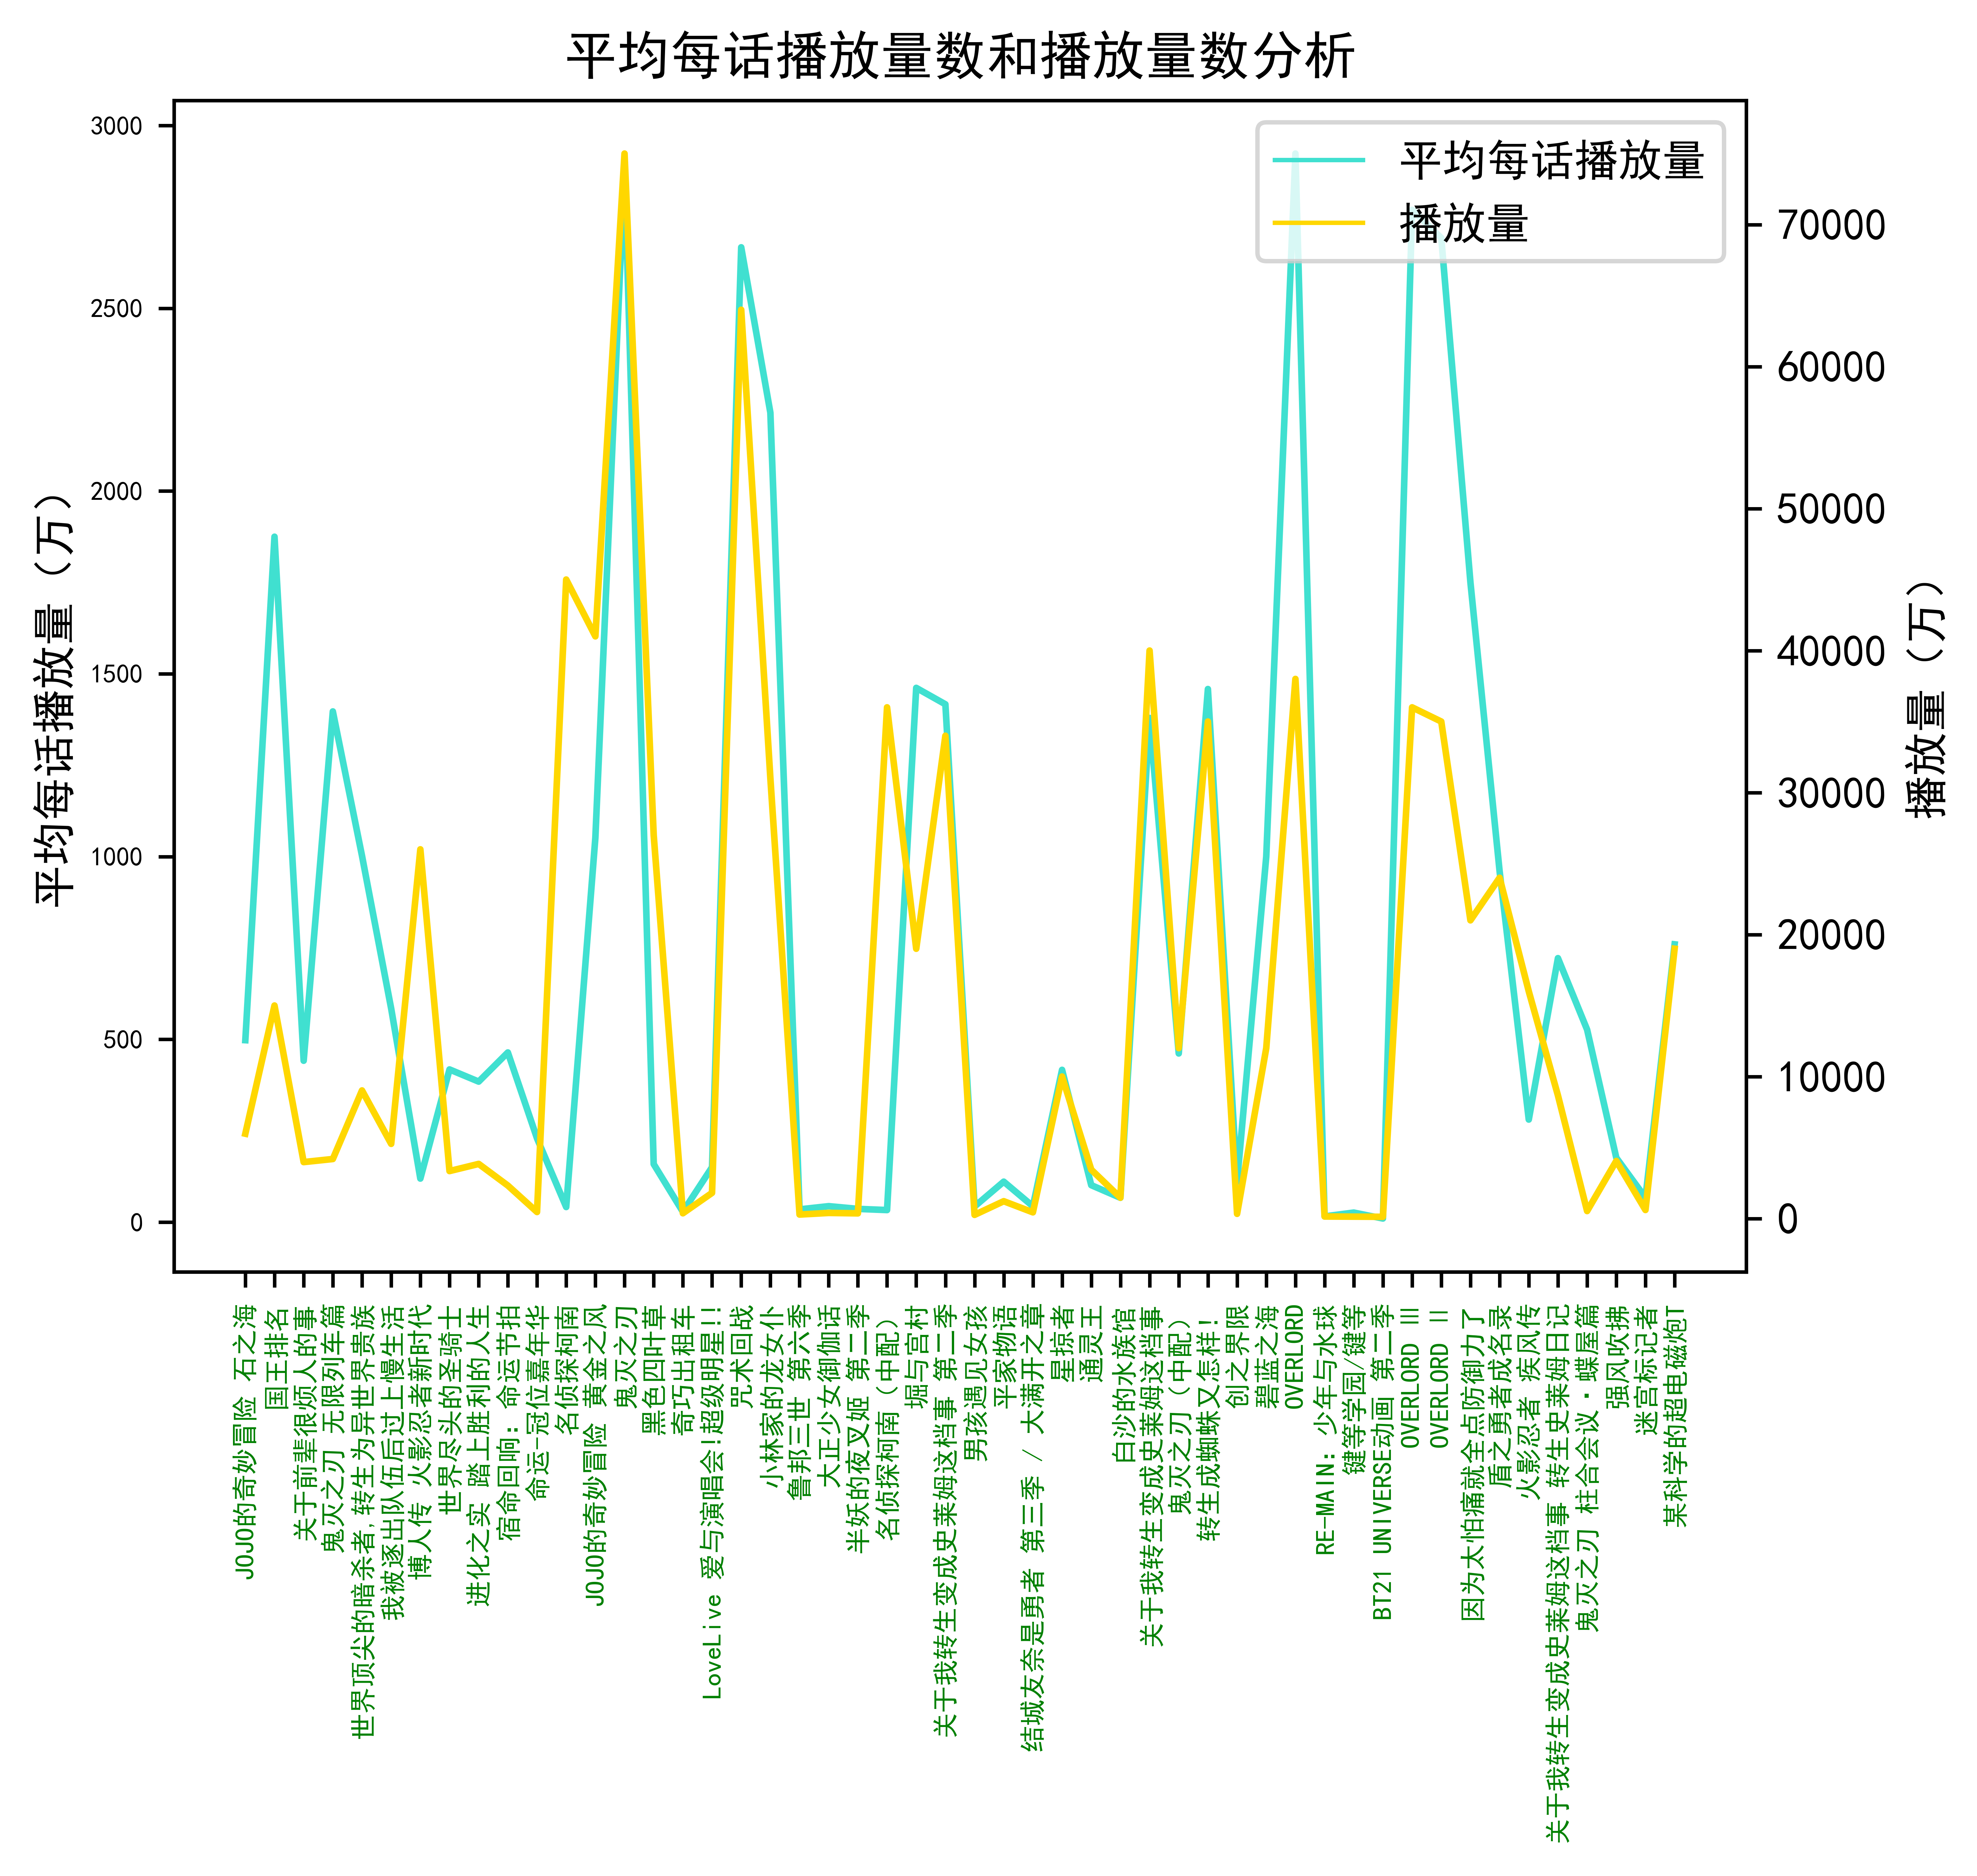 平均每话播放量数和播放量数分析
平均每话播放量
播放量
3000
2500
2000
1500
1000
500
0
平均每话播放量（万）
70000
60000
50000
40000
30000
20000
10000
0
播放量（万）
JOJO的奇妙冒险 石之海
国王排名
关于前辈很烦人的事
鬼灭之刃 无限列车篇
世界顶尖的暗杀者,转生为异世界贵族
我被逐出队伍后过上慢生活
博人传 火影忍者新时代
世界尽头的圣骑士
进化之实 踏上胜利的人生
宿命回响: 命运节拍
命运-冠位嘉年华
名侦探柯南
JOJO的奇妙冒险 黄金之风
鬼灭之刃
黑色四叶草
奇巧出租车
LoveLive 爱与演唱会!超级明星!!
咒术回战
小林家的龙女仆
鲁邦三世 第六季
大正少女御伽话
半妖的夜叉姬 第二季
名侦探柯南（中配）
堀与宫村
关于我转生变成史莱姆这档事 第二季
男孩遇见女孩
平家物语
结城友奈是勇者 第三季 / 大满开之章
星掠者
通灵王
白沙的水族馆
关于我转生变成史莱姆这档事
鬼灭之刃（中配）
转生成蜘蛛又怎样!
创之界限
碧蓝之海
OVERLORD
RE-MAIN: 少年与水球
键等学园/键等
BT21 UNIVERSE动画 第二季
OVERLORD Ⅲ
OVERLORD Ⅱ
因为太怕痛就全点防御力了
盾之勇者成名录
火影忍者 疾风传
关于我转生变成史莱姆这档事 转生史莱姆日记
鬼灭之刃 柱合会议·蝶屋篇
强风吹拂
迷宫标记者
某科学的超电磁炮T